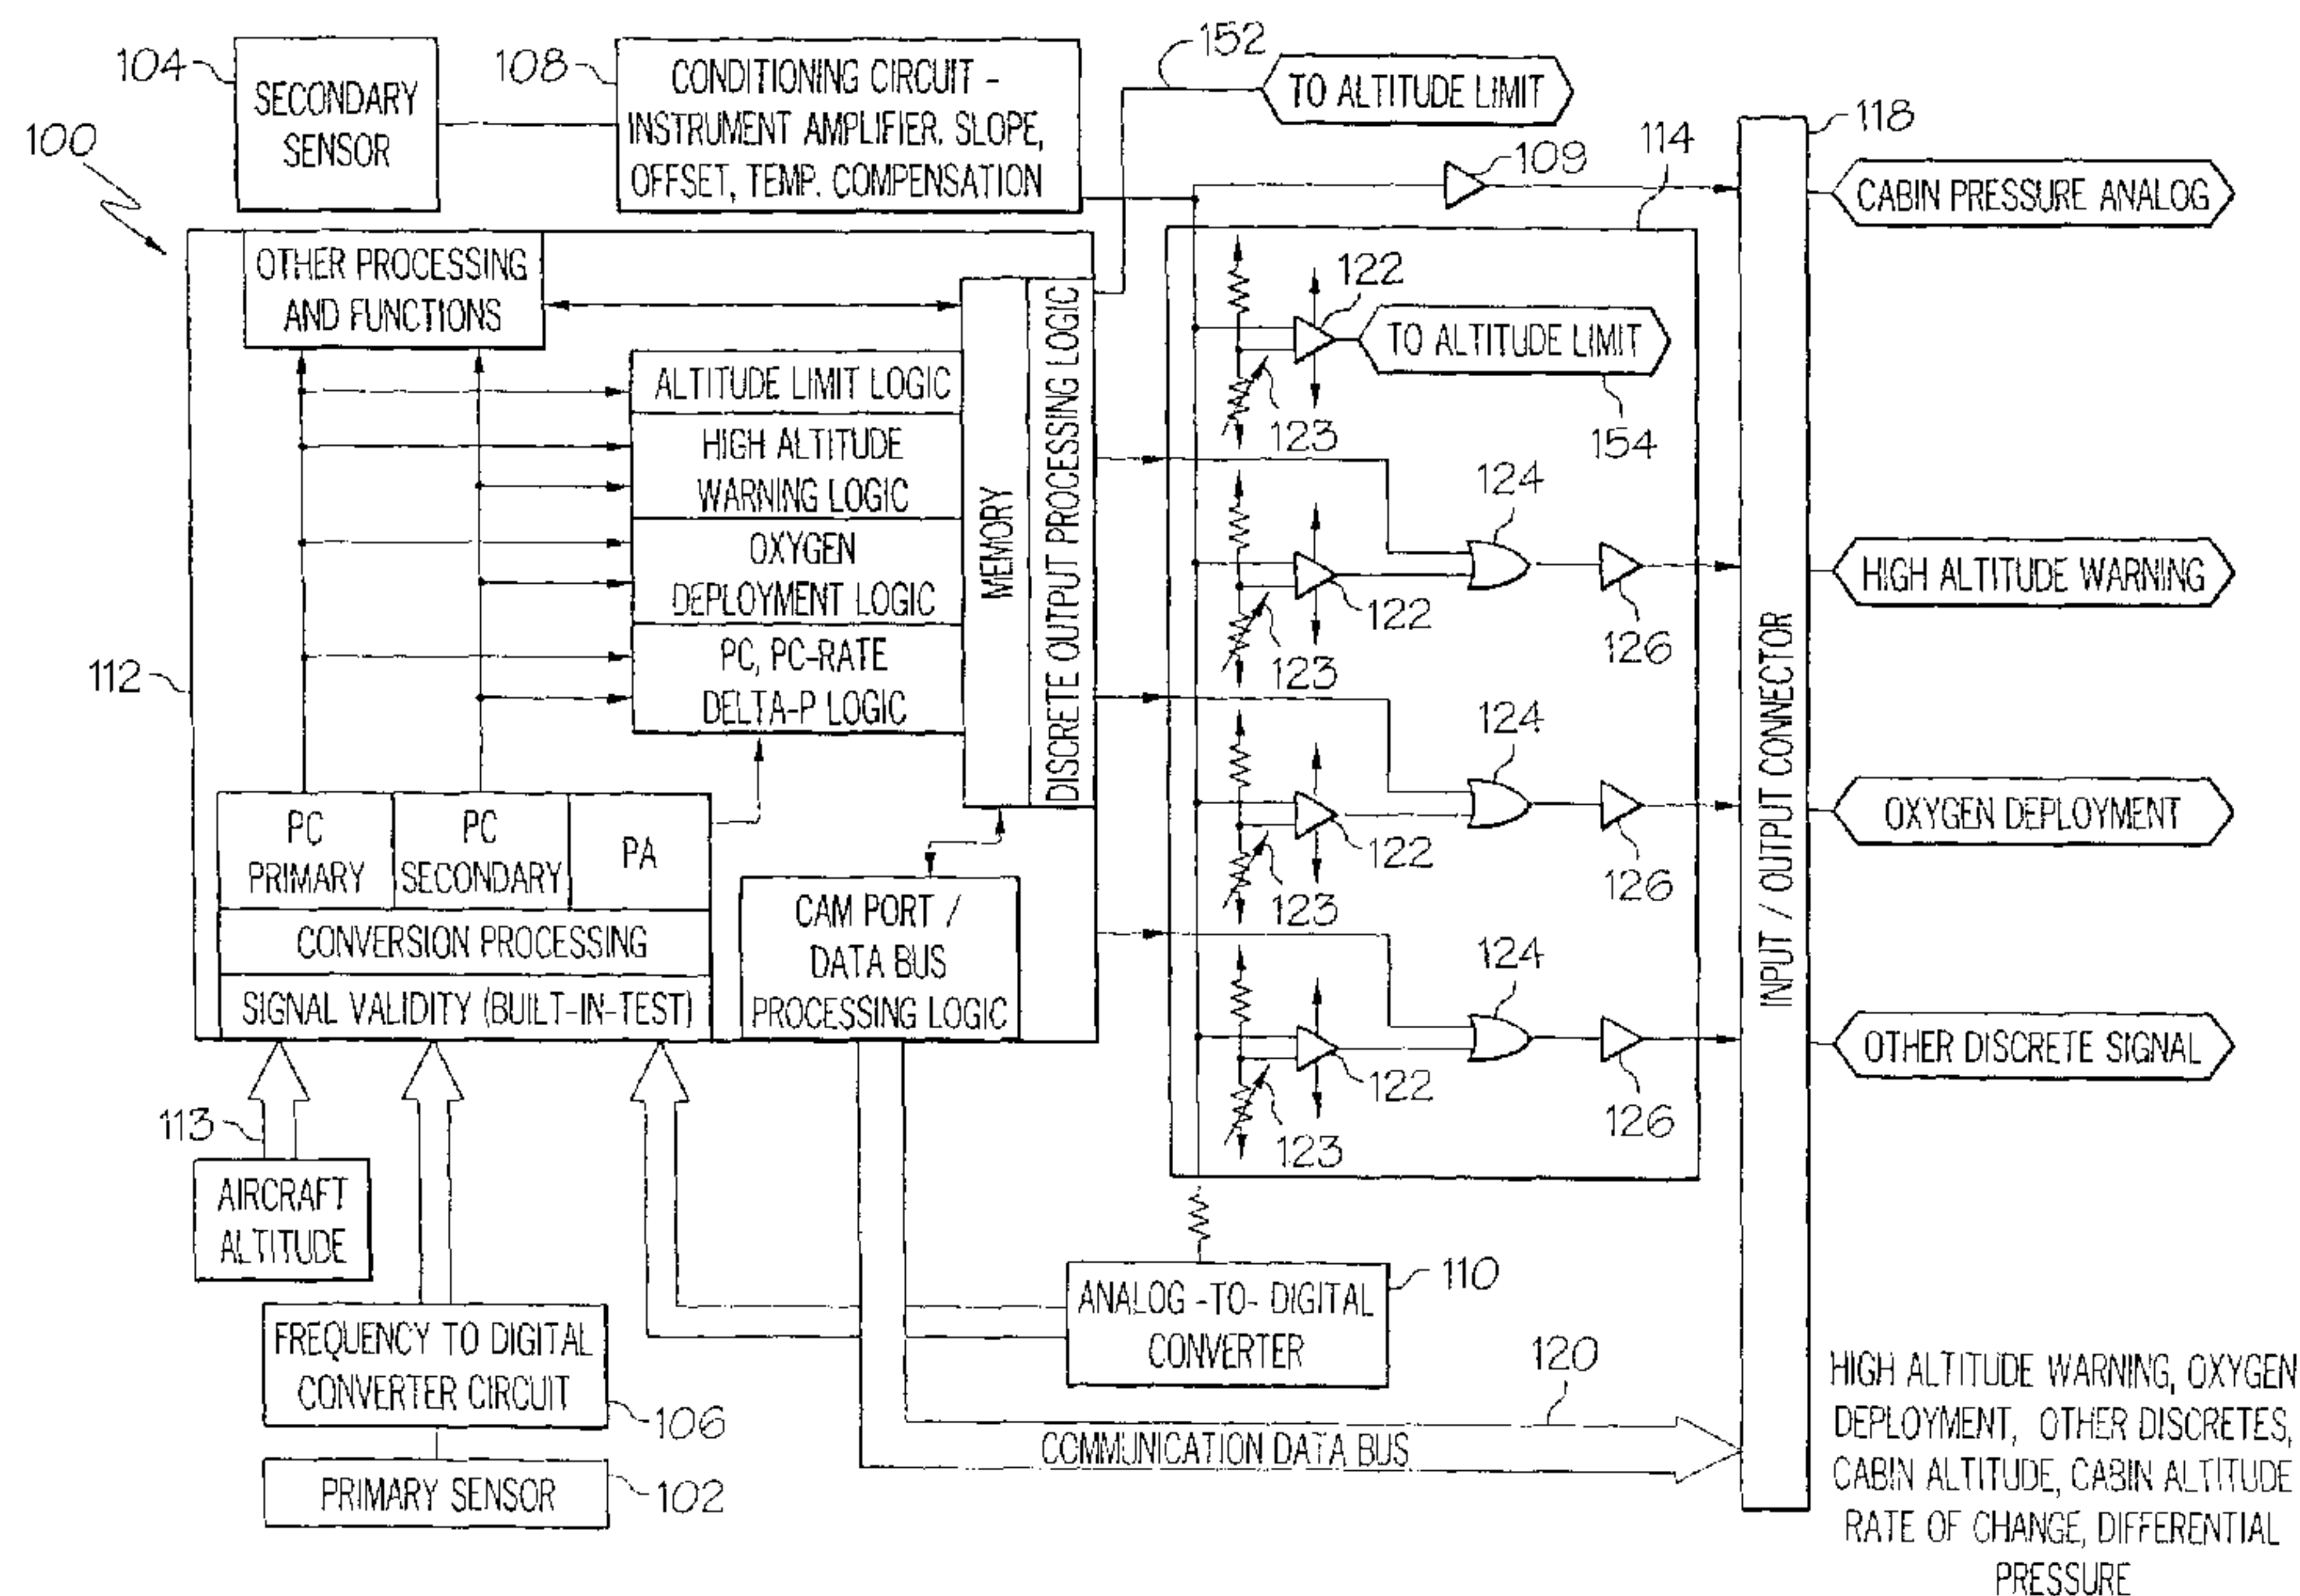 104
SECONDARY
SENSOR
108
CONDITIONING CIRCUIT -
INSTRUMENT AMPLIFIER, SLOPE,
OFFSET, TEMP. COMPENSATION
152
TO ALTITUDE LIMIT
100
109
114
118
CABIN PRESSURE ANALOG
OTHER PROCESSING
AND FUNCTIONS
ALTITUDE LIMIT LOGIC
HIGH ALTITUDE
WARNING LOGIC
OXYGEN
DEPLOYMENT LOGIC
PC, PC-RATE
DELTA-P LOGIC
MEMORY
DISCRETE OUTPUT PROCESSING LOGIC
112
PC
PRIMARY
PC
SECONDARY
PA
CONVERSION PROCESSING
SIGNAL VALIDITY (BUILT-IN-TEST)
CAM PORT /
DATA BUS
PROCESSING LOGIC
122
TO ALTITUDE LIMIT
123
154
124
122
126
123
HIGH ALTITUDE WARNING
124
122
126
123
OXYGEN DEPLOYMENT
124
122
126
123
OTHER DISCRETE SIGNAL
INPUT / OUTPUT CONNECTOR
113
AIRCRAFT
ALTITUDE
FREQUENCY TO DIGITAL
CONVERTER CIRCUIT
106
PRIMARY SENSOR
102
ANALOG -TO- DIGITAL
CONVERTER
110
120
COMMUNICATION DATA BUS
HIGH ALTITUDE WARNING, OXYGEN
DEPLOYMENT, OTHER DISCRETES,
CABIN ALTITUDE, CABIN ALTITUDE
RATE OF CHANGE, DIFFERENTIAL
PRESSURE